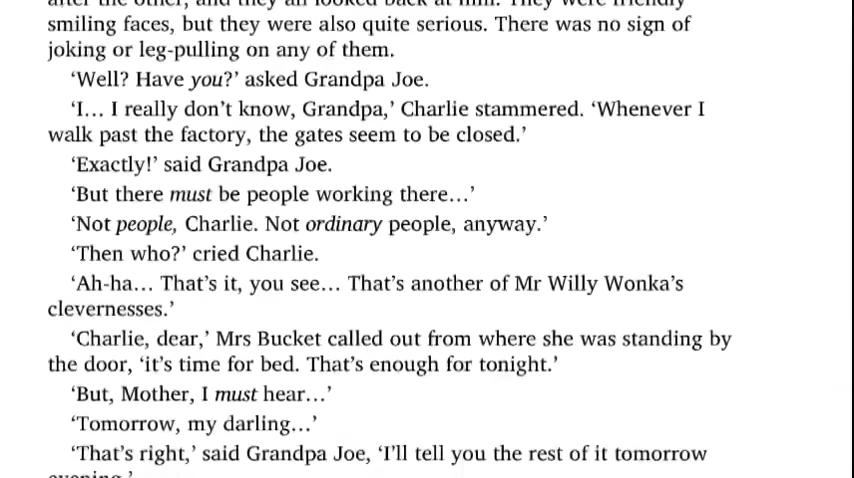 after the other, and they all looked back at him. They were friendly
smiling faces, but they were also quite serious. There was no sign of
joking or leg-pulling on any of them.
‘Well? Have you?’ asked Grandpa Joe.
‘I… I really don’t know, Grandpa,’ Charlie stammered. ‘Whenever I
walk past the factory, the gates seem to be closed.’
‘Exactly!’ said Grandpa Joe.
‘But there must be people working there…’
‘Not people, Charlie. Not ordinary people, anyway.’
‘Then who?’ cried Charlie.
‘Ah-ha… That’s it, you see… That’s another of Mr Willy Wonka’s
clevernesses.’
‘Charlie, dear,’ Mrs Bucket called out from where she was standing by
the door, ‘it’s time for bed. That’s enough for tonight.’
‘But, Mother, I must hear…’
‘Tomorrow, my darling…’
‘That’s right,’ said Grandpa Joe, ‘I’ll tell you the rest of it tomorrow
evening.’